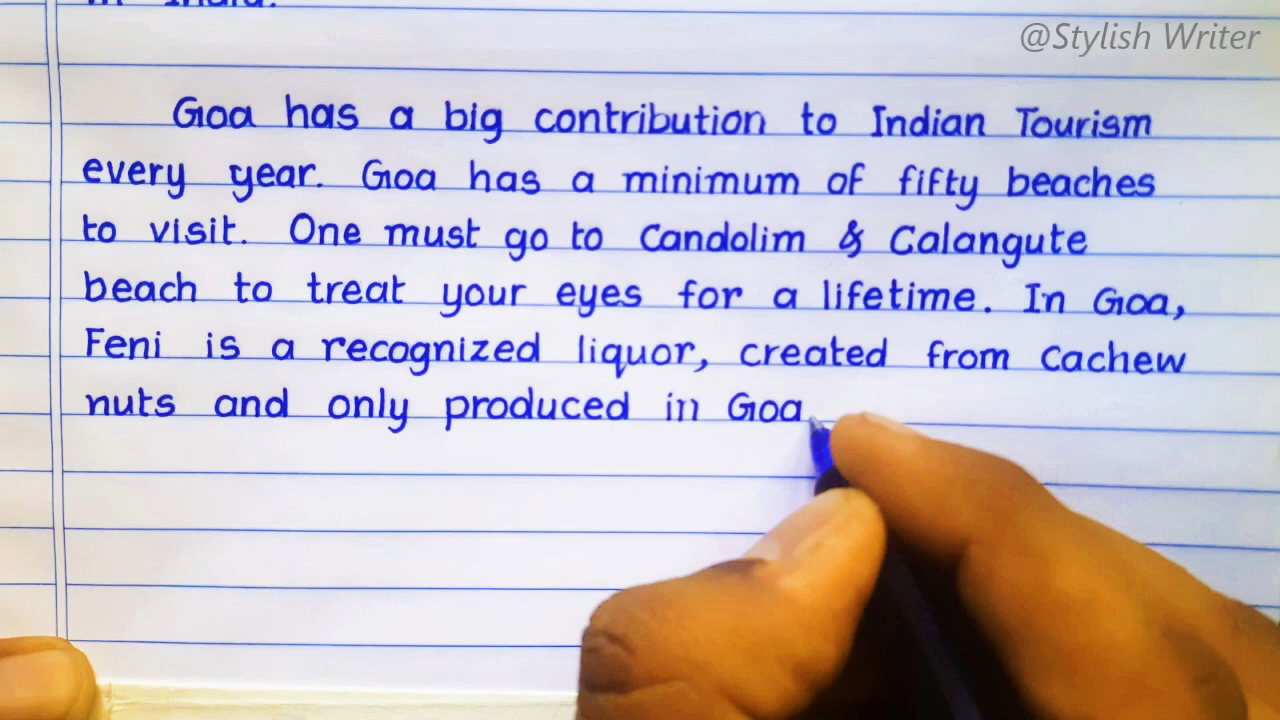 in India.
@Stylish Writer
Goa has a big contribution to Indian Tourism
every year. Goa has a minimum of fifty beaches
to visit. One must go to Candolim & Calangute
beach to treat your eyes for a lifetime. In Goa,
Feni is a recognized liquor, created from Cachew
nuts and only produced in Goa.